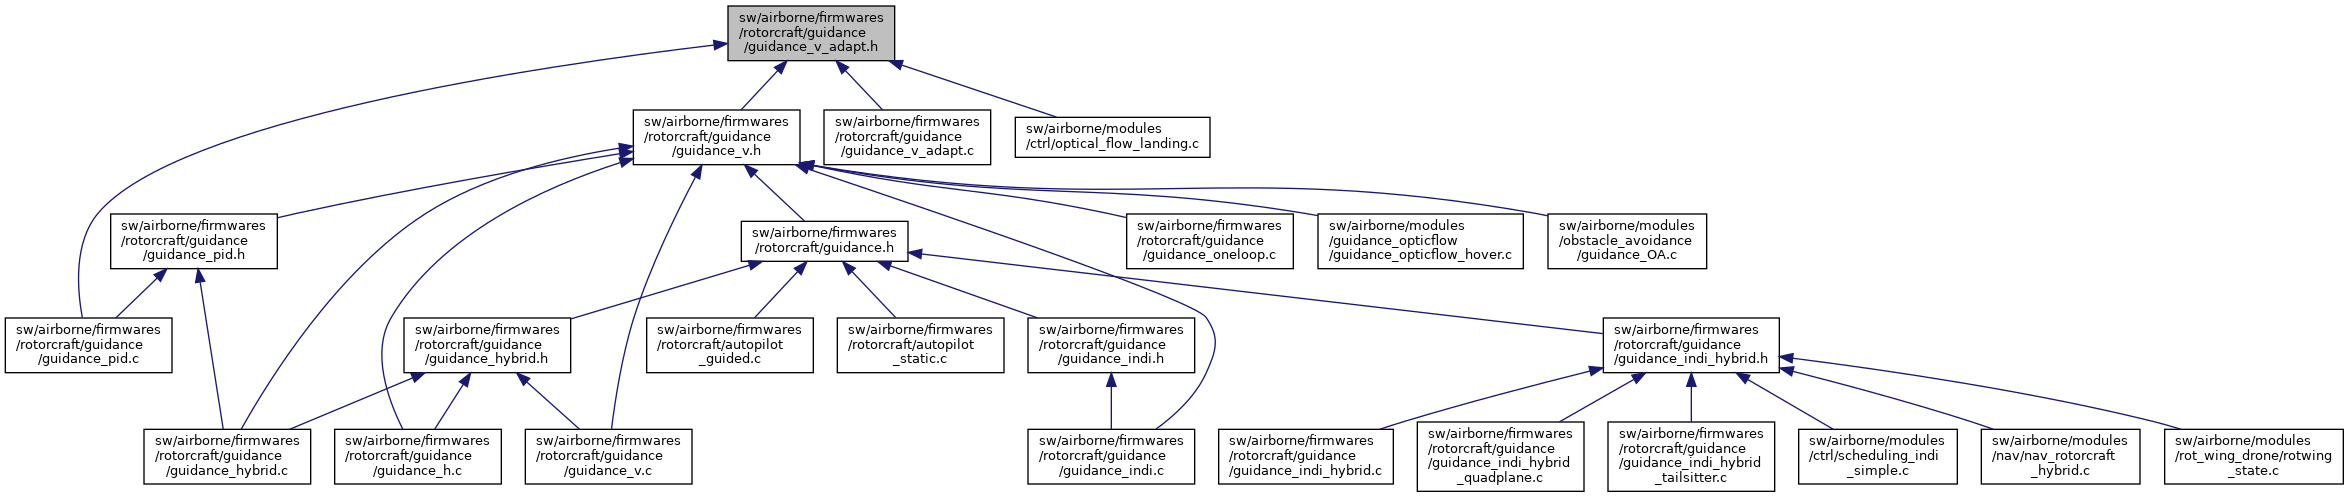 sw/airborne/firmwares
/rotorcraft/guidance
/guidance_v_adapt.h
sw/airborne/firmwares
/rotorcraft/guidance
/guidance_v.h
sw/airborne/firmwares
/rotorcraft/guidance
/guidance_v_adapt.c
sw/airborne/modules
/ctrl/optical_flow_landing.c
sw/airborne/firmwares
/rotorcraft/guidance
/guidance_pid.h
sw/airborne/firmwares
/rotorcraft/guidance.h
sw/airborne/firmwares
/rotorcraft/guidance
/guidance_oneloop.c
sw/airborne/modules
/guidance_opticflow
/guidance_opticflow_hover.c
sw/airborne/modules
/obstacle_avoidance
/guidance_OA.c
sw/airborne/firmwares
/rotorcraft/guidance
/guidance_pid.c
sw/airborne/firmwares
/rotorcraft/guidance
/guidance_hybrid.h
sw/airborne/firmwares
/rotorcraft/autopilot
_guided.c
sw/airborne/firmwares
/rotorcraft/autopilot
_static.c
sw/airborne/firmwares
/rotorcraft/guidance
/guidance_indi.h
sw/airborne/firmwares
/rotorcraft/guidance
/guidance_indi_hybrid.h
sw/airborne/firmwares
/rotorcraft/guidance
/guidance_hybrid.c
sw/airborne/firmwares
/rotorcraft/guidance
/guidance_h.c
sw/airborne/firmwares
/rotorcraft/guidance
/guidance_v.c
sw/airborne/firmwares
/rotorcraft/guidance
/guidance_indi.c
sw/airborne/firmwares
/rotorcraft/guidance
/guidance_indi_hybrid.c
sw/airborne/firmwares
/rotorcraft/guidance
/guidance_indi_hybrid
_quadplane.c
sw/airborne/firmwares
/rotorcraft/guidance
/guidance_indi_hybrid
_tailsitter.c
sw/airborne/modules
/ctrl/scheduling_indi
_simple.c
sw/airborne/modules
/nav/nav_rotorcraft
_hybrid.c
sw/airborne/modules
/rot_wing_drone/rotwing
_state.c